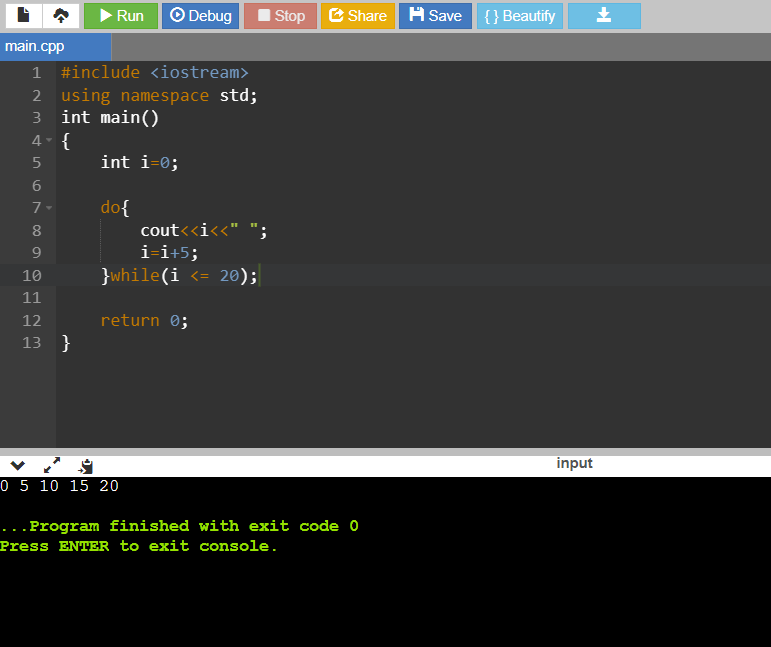 Run Debug Stop Share Save { } Beautify
main.cpp
1 #include <iostream>
2 using namespace std;
3 int main()
4 {
5     int i=0;
6
7     do{
8         cout<<i<<" ";
9         i=i+5;
10     }while(i <= 20);
11
12     return 0;
13 }
input
0 5 10 15 20
...Program finished with exit code 0
Press ENTER to exit console.